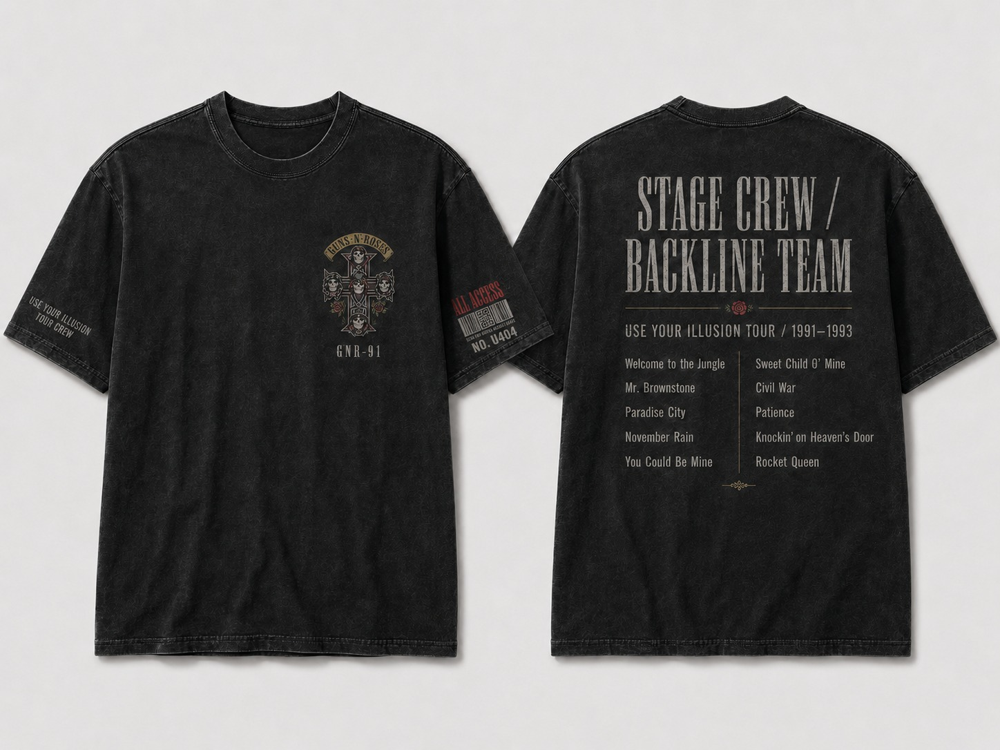 GUNS·N·ROSES
GNR-91
USE YOUR ILLUSION
TOUR CREW
ALL ACCESS
NO. U404
STAGE CREW /
BACKLINE TEAM
USE YOUR ILLUSION TOUR / 1991–1993
Welcome to the Jungle
Mr. Brownstone
Paradise City
November Rain
You Could Be Mine
Sweet Child O’ Mine
Civil War
Patience
Knockin’ on Heaven’s Door
Rocket Queen